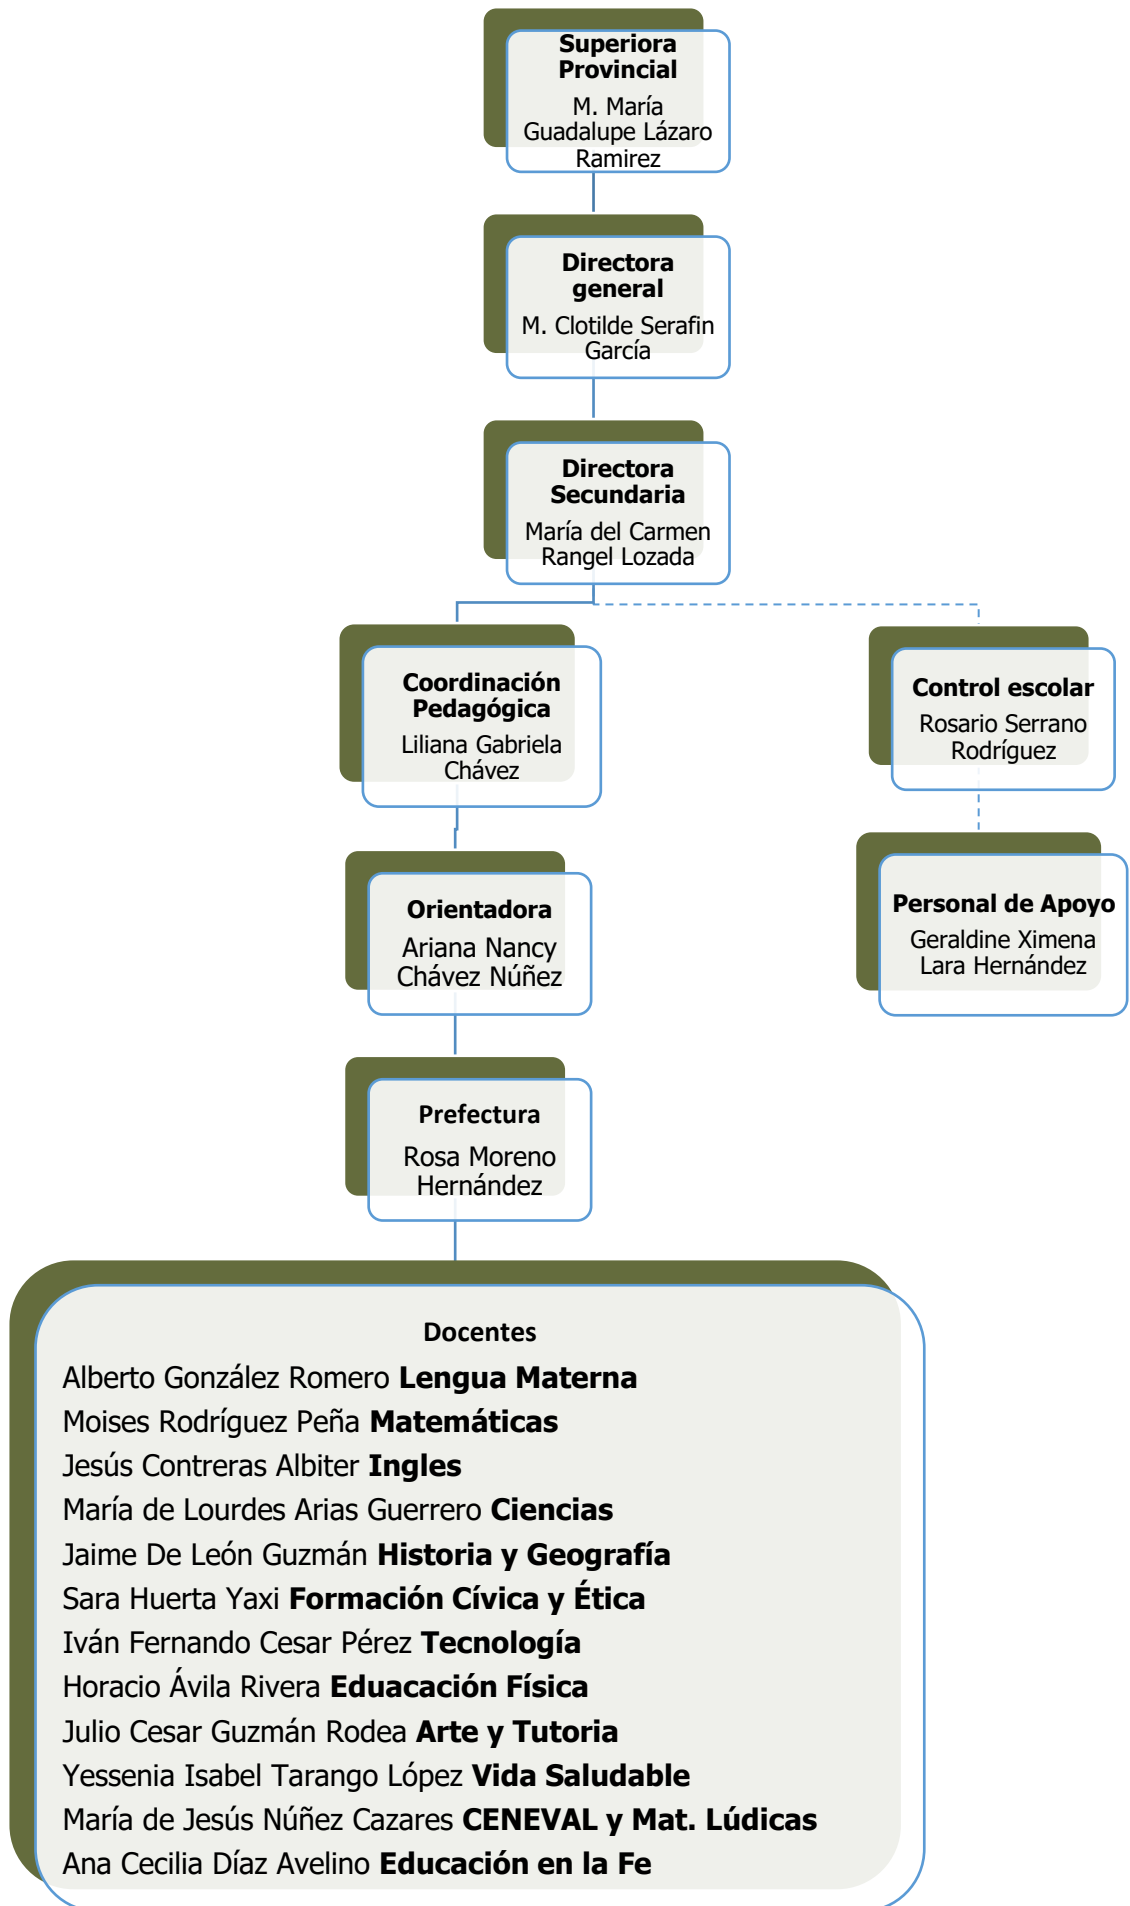 Superiora
Provincial
M. María
Guadalupe Lázaro
Ramirez
Directora
general
M. Clotilde Serafin
García
Directora
Secundaria
María del Carmen
Rangel Lozada
Coordinación
Pedagógica
Liliana Gabriela
Chávez
Control escolar
Rosario Serrano
Rodríguez
Orientadora
Ariana Nancy
Chávez Núñez
Personal de Apoyo
Geraldine Ximena
Lara Hernández
Prefectura
Rosa Moreno
Hernández
Docentes
Alberto González Romero Lengua Materna
Moises Rodríguez Peña Matemáticas
Jesús Contreras Albiter Ingles
María de Lourdes Arias Guerrero Ciencias
Jaime De León Guzmán Historia y Geografía
Sara Huerta Yaxi Formación Cívica y Ética
Iván Fernando Cesar Pérez Tecnología
Horacio Ávila Rivera Eduacación Física
Julio Cesar Guzmán Rodea Arte y Tutoria
Yessenia Isabel Tarango López Vida Saludable
María de Jesús Núñez Cazares CENEVAL y Mat. Lúdicas
Ana Cecilia Díaz Avelino Educación en la Fe